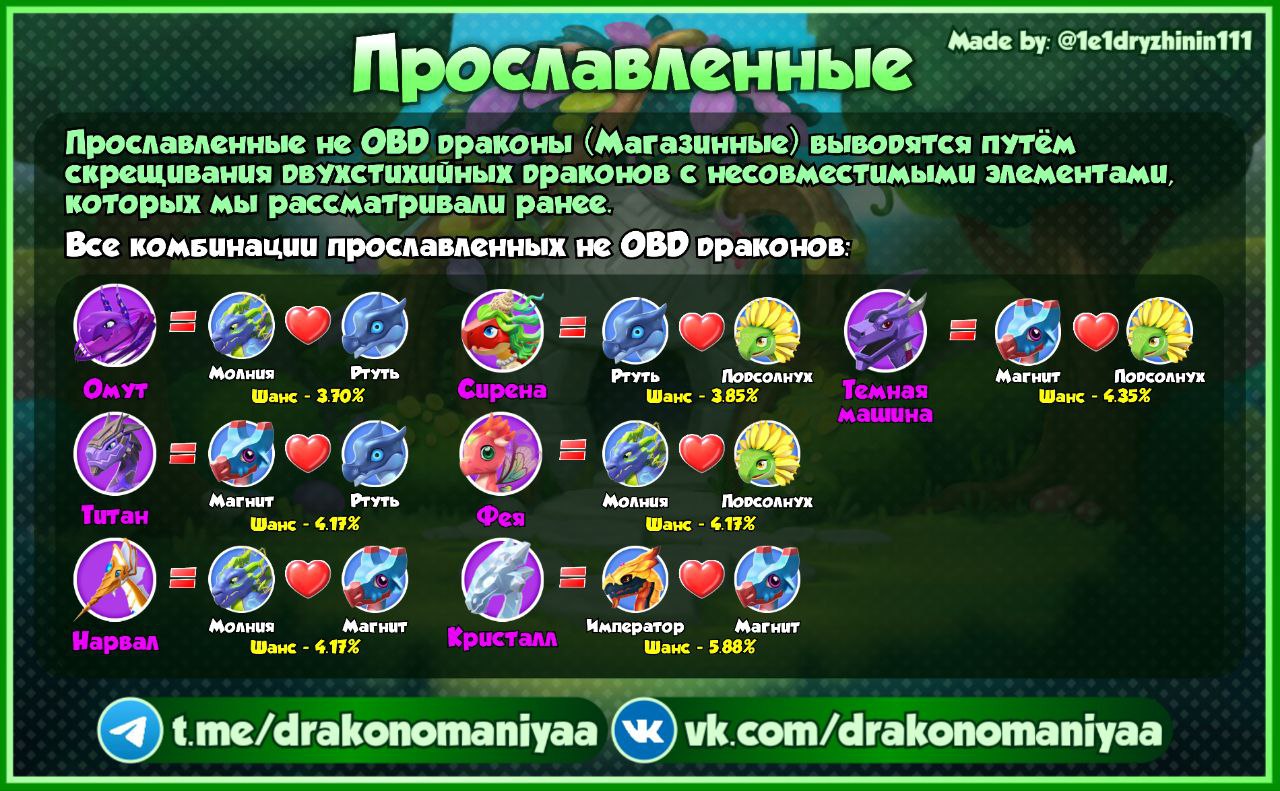 Прославленные
Made by: @1e1dryzhinin111
Прославленные не OBD драконы (Магазинные) выводятся путём
скрещивания двухстихийных драконов с несовместимыми элементами,
которых мы рассматривали ранее.
Все комбинации прославленных не OBD драконов:
Омут = Молния Ртуть
Шанс - 3.70%
Сирена = Ртуть Подсолнух
Шанс - 3.85%
Темная
машина = Магнит Подсолнух
Шанс - 4.35%
Титан = Магнит Ртуть
Шанс - 4.17%
Фея = Молния Подсолнух
Шанс - 4.17%
Нарвал = Молния Магнит
Шанс - 4.17%
Кристалл = Император Магнит
Шанс - 5.88%
t.me/drakonomaniyaa
vk.com/drakonomaniyaa